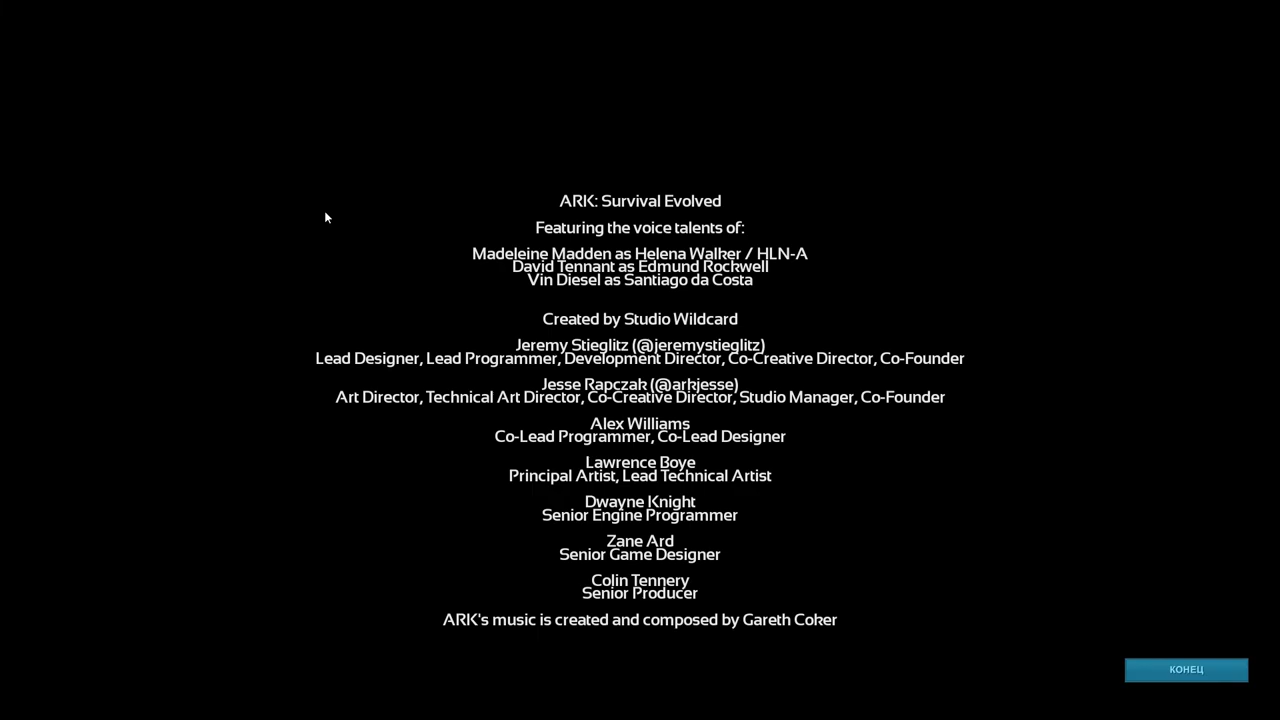 ARK: Survival Evolved
Featuring the voice talents of:
Madeleine Madden as Helena Walker / HLN-A
David Tennant as Edmund Rockwell
Vin Diesel as Santiago da Costa
Created by Studio Wildcard
Jeremy Stieglitz (@jeremystieglitz)
Lead Designer, Lead Programmer, Development Director, Co-Creative Director, Co-Founder
Jesse Rapczak (@arkjesse)
Art Director, Technical Art Director, Co-Creative Director, Studio Manager, Co-Founder
Alex Williams
Co-Lead Programmer, Co-Lead Designer
Lawrence Boye
Principal Artist, Lead Technical Artist
Dwayne Knight
Senior Engine Programmer
Zane Ard
Senior Game Designer
Colin Tennery
Senior Producer
ARK's music is created and composed by Gareth Coker
КОНЕЦ